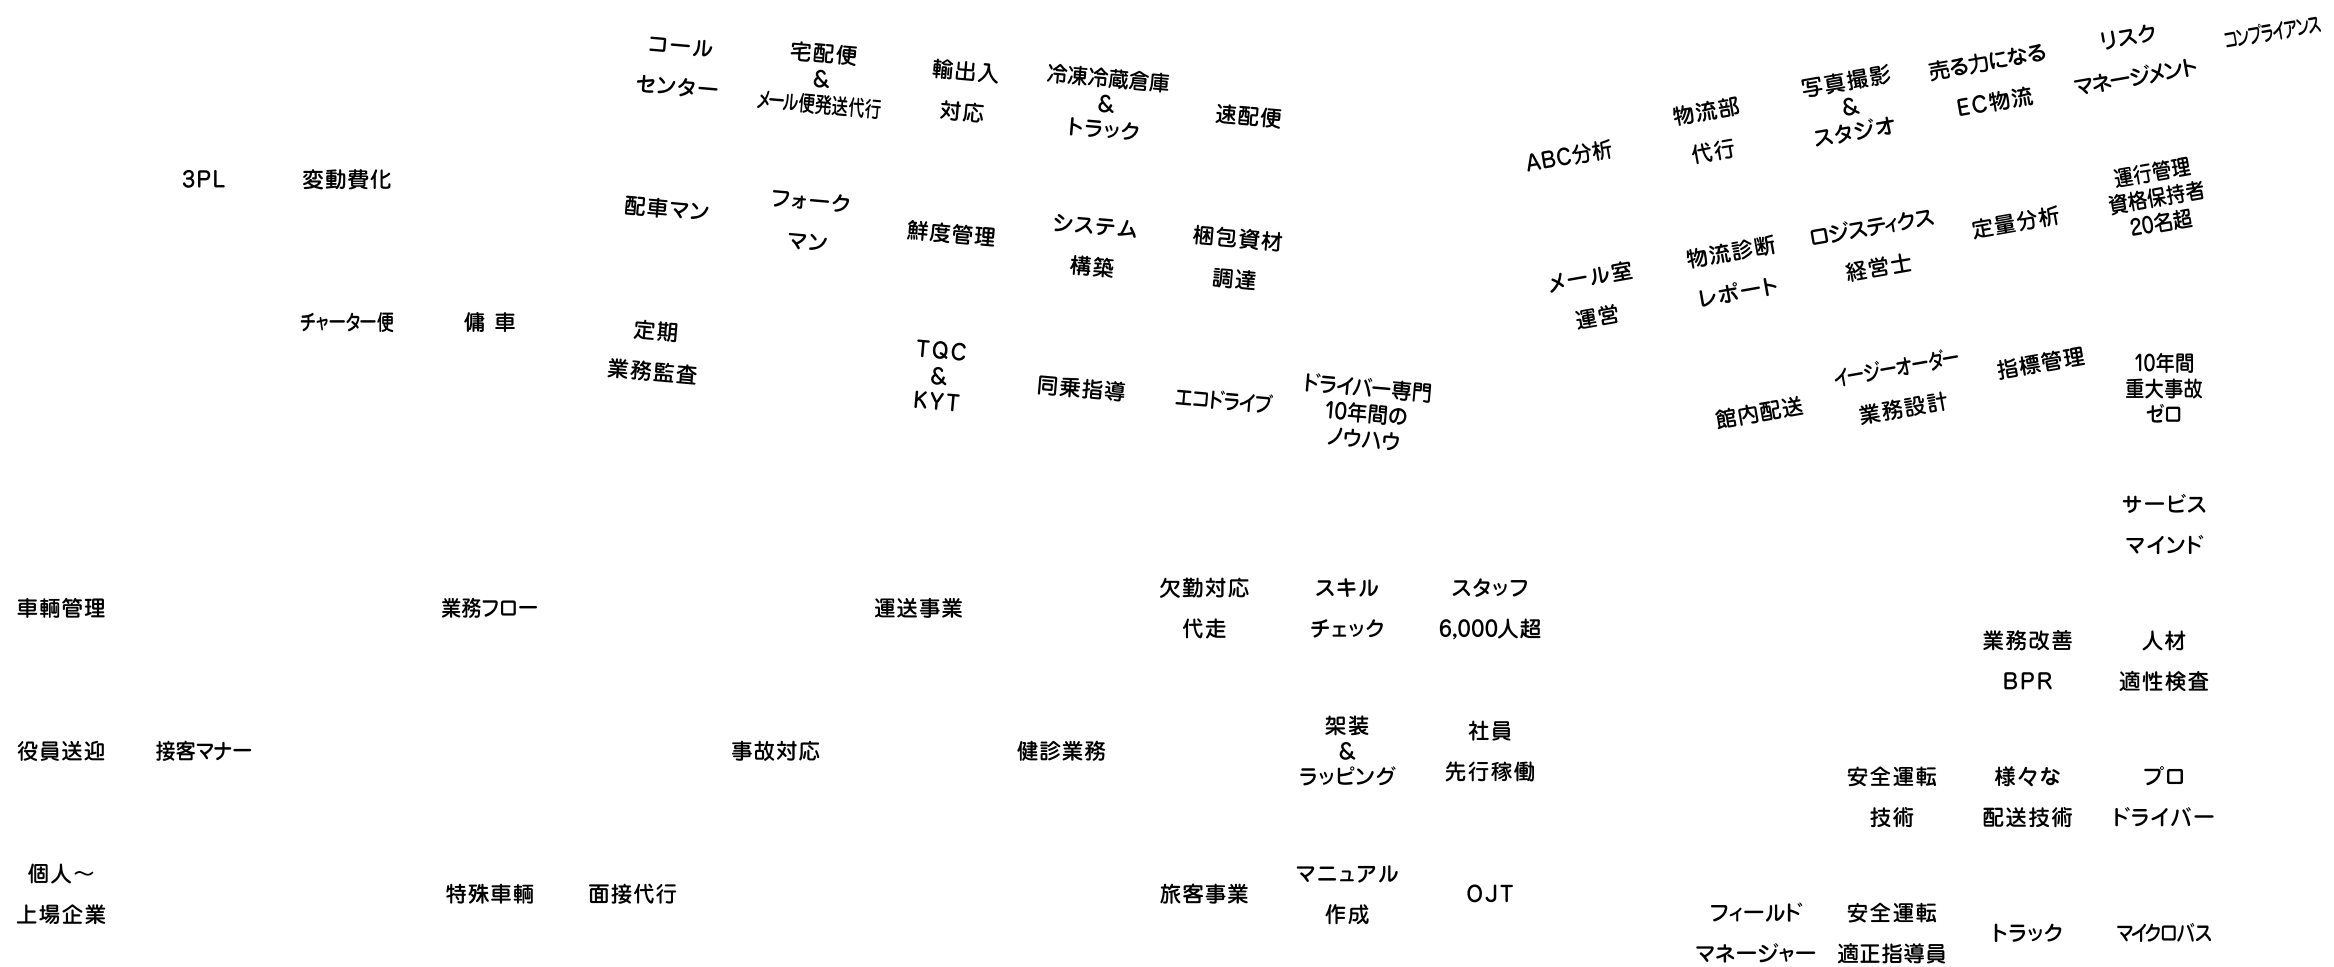 コール
センター
宅配便
&
メール便発送代行
輸出入
対応
冷凍冷蔵倉庫
&
トラック
速配便
ABC分析
物流部
代行
写真撮影
&
スタジオ
売る力になる
EC物流
リスク
マネージメント
コンプライアンス
3PL
変動費化
配車マン
フォーク
マン
鮮度管理
システム
構築
梱包資材
調達
メール室
運営
物流診断
レポート
ロジスティクス
経営士
定量分析
運行管理
資格保持者
20名超
チャーター便
傭 車
定期
業務監査
TQC
&
KYT
同乗指導
エコドライブ
ドライバー専門
10年間の
ノウハウ
館内配送
イージーオーダー
業務設計
指標管理
10年間
重大事故
ゼロ
サービス
マインド
車輌管理
業務フロー
運送事業
欠勤対応
代走
スキル
チェック
スタッフ
6,000人超
業務改善
BPR
人材
適性検査
役員送迎
接客マナー
事故対応
健診業務
架装
&
ラッピング
社員
先行稼働
安全運転
技術
様々な
配送技術
プロ
ドライバー
個人～
上場企業
特殊車輌
面接代行
旅客事業
マニュアル
作成
OJT
フィールド
マネージャー
安全運転
適正指導員
トラック
マイクロバス